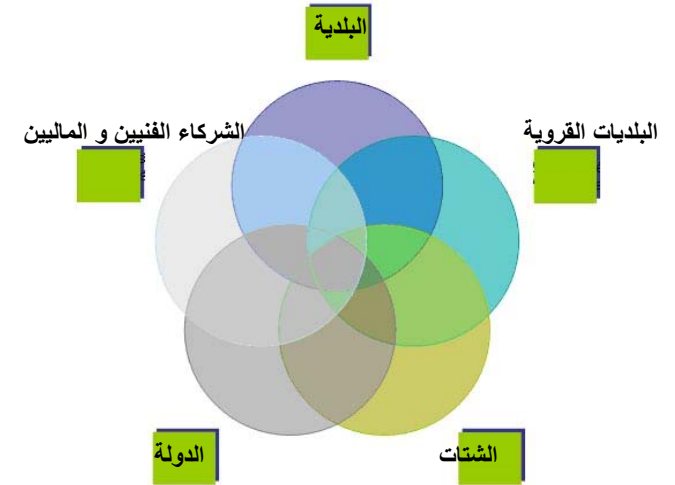 البلدية
الشركاء الفنيين و الماليين
البلديات القروية
الدولة
الشتات